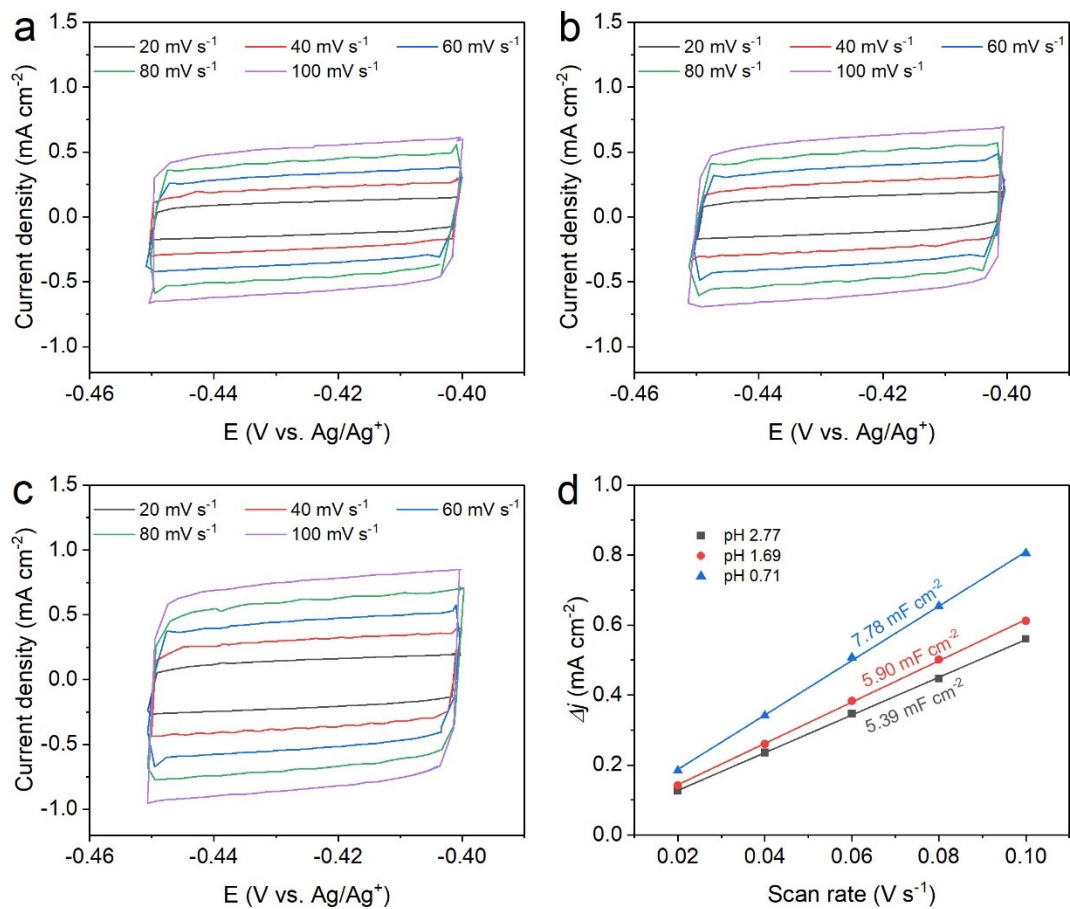 a
1.5
20 mV s⁻¹ 40 mV s⁻¹ 60 mV s⁻¹
80 mV s⁻¹ 100 mV s⁻¹
1.0
0.5
0.0
-0.5
-1.0
Current density (mA cm⁻²)
-0.46 -0.44 -0.42 -0.40
E (V vs. Ag/Ag⁺)
b
1.5
20 mV s⁻¹ 40 mV s⁻¹ 60 mV s⁻¹
80 mV s⁻¹ 100 mV s⁻¹
1.0
0.5
0.0
-0.5
-1.0
Current density (mA cm⁻²)
-0.46 -0.44 -0.42 -0.40
E (V vs. Ag/Ag⁺)
c
1.5
20 mV s⁻¹ 40 mV s⁻¹ 60 mV s⁻¹
80 mV s⁻¹ 100 mV s⁻¹
1.0
0.5
0.0
-0.5
-1.0
Current density (mA cm⁻²)
-0.46 -0.44 -0.42 -0.40
E (V vs. Ag/Ag⁺)
d
1.0
pH 2.77
pH 1.69
pH 0.71
0.8
0.6
0.4
0.2
0.0
Δj (mA cm⁻²)
7.78 mF cm⁻²
5.90 mF cm⁻²
5.39 mF cm⁻²
0.02 0.04 0.06 0.08 0.10
Scan rate (V s⁻¹)